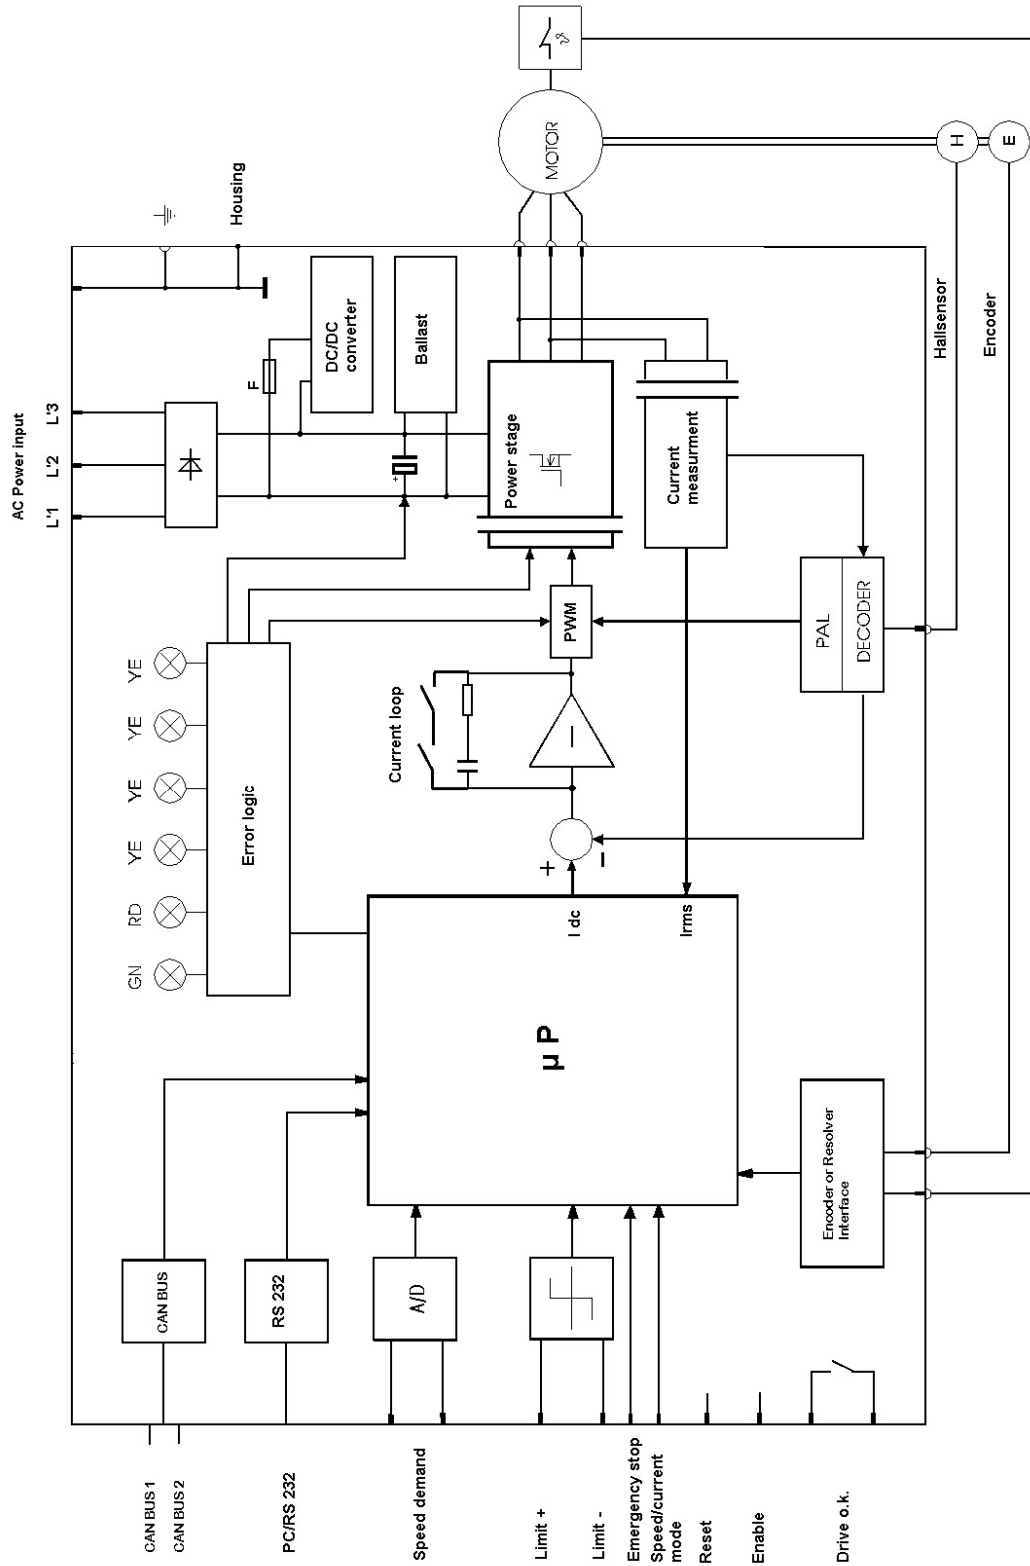 AC Power input
L'1
L'2
L'3
Housing
F
DC/DC
converter
Ballast
+
Power stage
MOTOR
ϑ
H
E
Hallsensor
Encoder
Current
measurment
PWM
PAL
DECODER
GN
RD
YE
YE
YE
YE
Error logic
Current loop
+
−
−
I dc
Irms
µ P
Encoder or Resolver
Interface
CAN BUS
RS 232
A/D
CAN BUS 1
CAN BUS 2
PC/RS 232
Speed demand
Limit +
Limit -
Emergency stop
Speed/current
mode
Reset
Enable
Drive o.k.